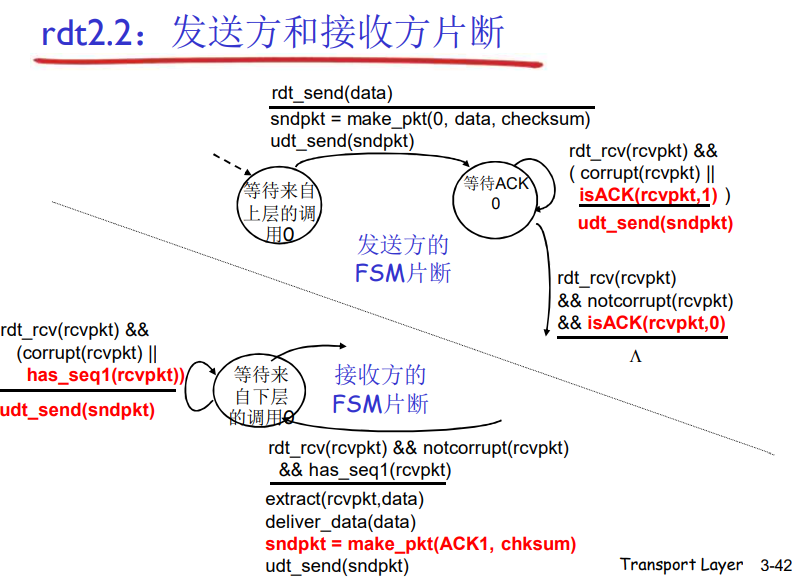 rdt2.2：发送方和接收方片断
rdt_send(data)
sndpkt = make_pkt(0, data, checksum)
udt_send(sndpkt)
等待来自
上层的调
用0
等待ACK
0
rdt_rcv(rcvpkt) &&
( corrupt(rcvpkt) ||
isACK(rcvpkt,1) )
udt_send(sndpkt)
发送方的
FSM片断
rdt_rcv(rcvpkt)
&& notcorrupt(rcvpkt)
&& isACK(rcvpkt,0)
Λ
rdt_rcv(rcvpkt) &&
(corrupt(rcvpkt) ||
has_seq1(rcvpkt))
udt_send(sndpkt)
等待来
自下层
的调用0
接收方的
FSM片断
rdt_rcv(rcvpkt) && notcorrupt(rcvpkt)
&& has_seq1(rcvpkt)
extract(rcvpkt,data)
deliver_data(data)
sndpkt = make_pkt(ACK1, chksum)
udt_send(sndpkt)
Transport Layer 3-42